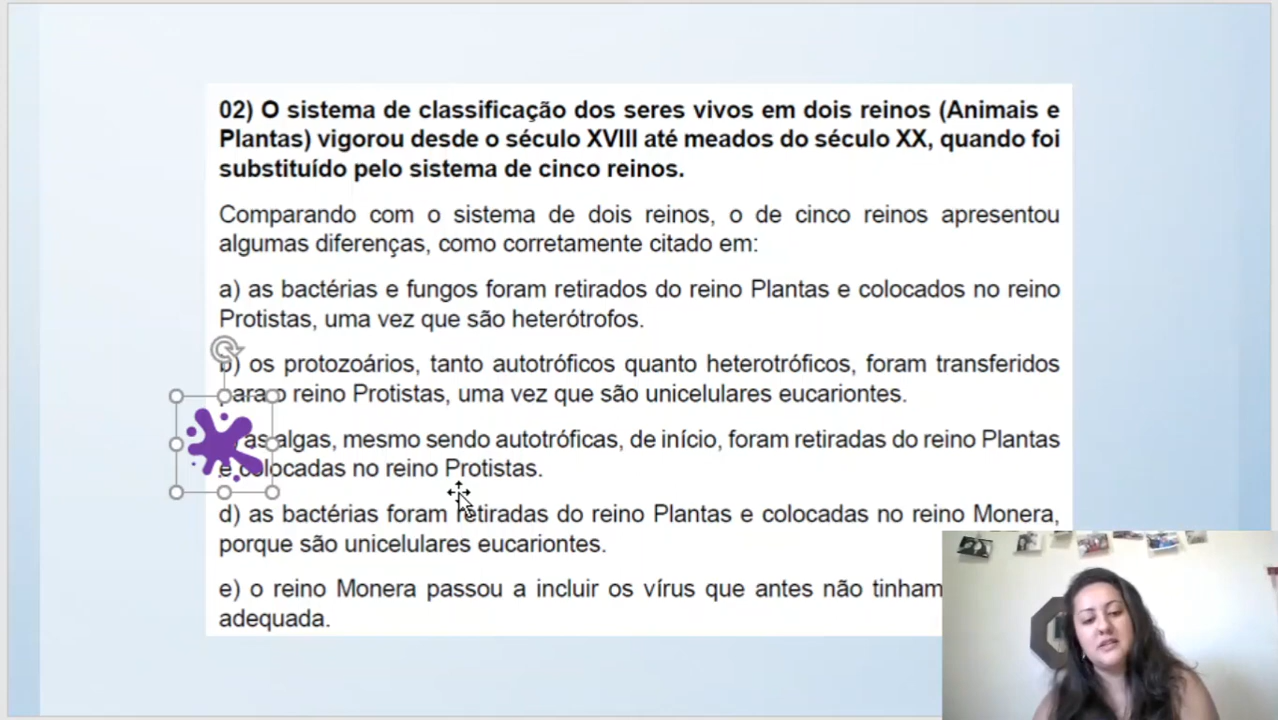 02) O sistema de classificação dos seres vivos em dois reinos (Animais e
Plantas) vigorou desde o século XVIII até meados do século XX, quando foi
substituído pelo sistema de cinco reinos.
Comparando com o sistema de dois reinos, o de cinco reinos apresentou
algumas diferenças, como corretamente citado em:
a) as bactérias e fungos foram retirados do reino Plantas e colocados no reino
Protistas, uma vez que são heterótrofos.
b) os protozoários, tanto autotróficos quanto heterotróficos, foram transferidos
para o reino Protistas, uma vez que são unicelulares eucariontes.
as algas, mesmo sendo autotróficas, de início, foram retiradas do reino Plantas
e colocadas no reino Protistas.
d) as bactérias foram retiradas do reino Plantas e colocadas no reino Monera,
porque são unicelulares eucariontes.
e) o reino Monera passou a incluir os vírus que antes não tinham
adequada.